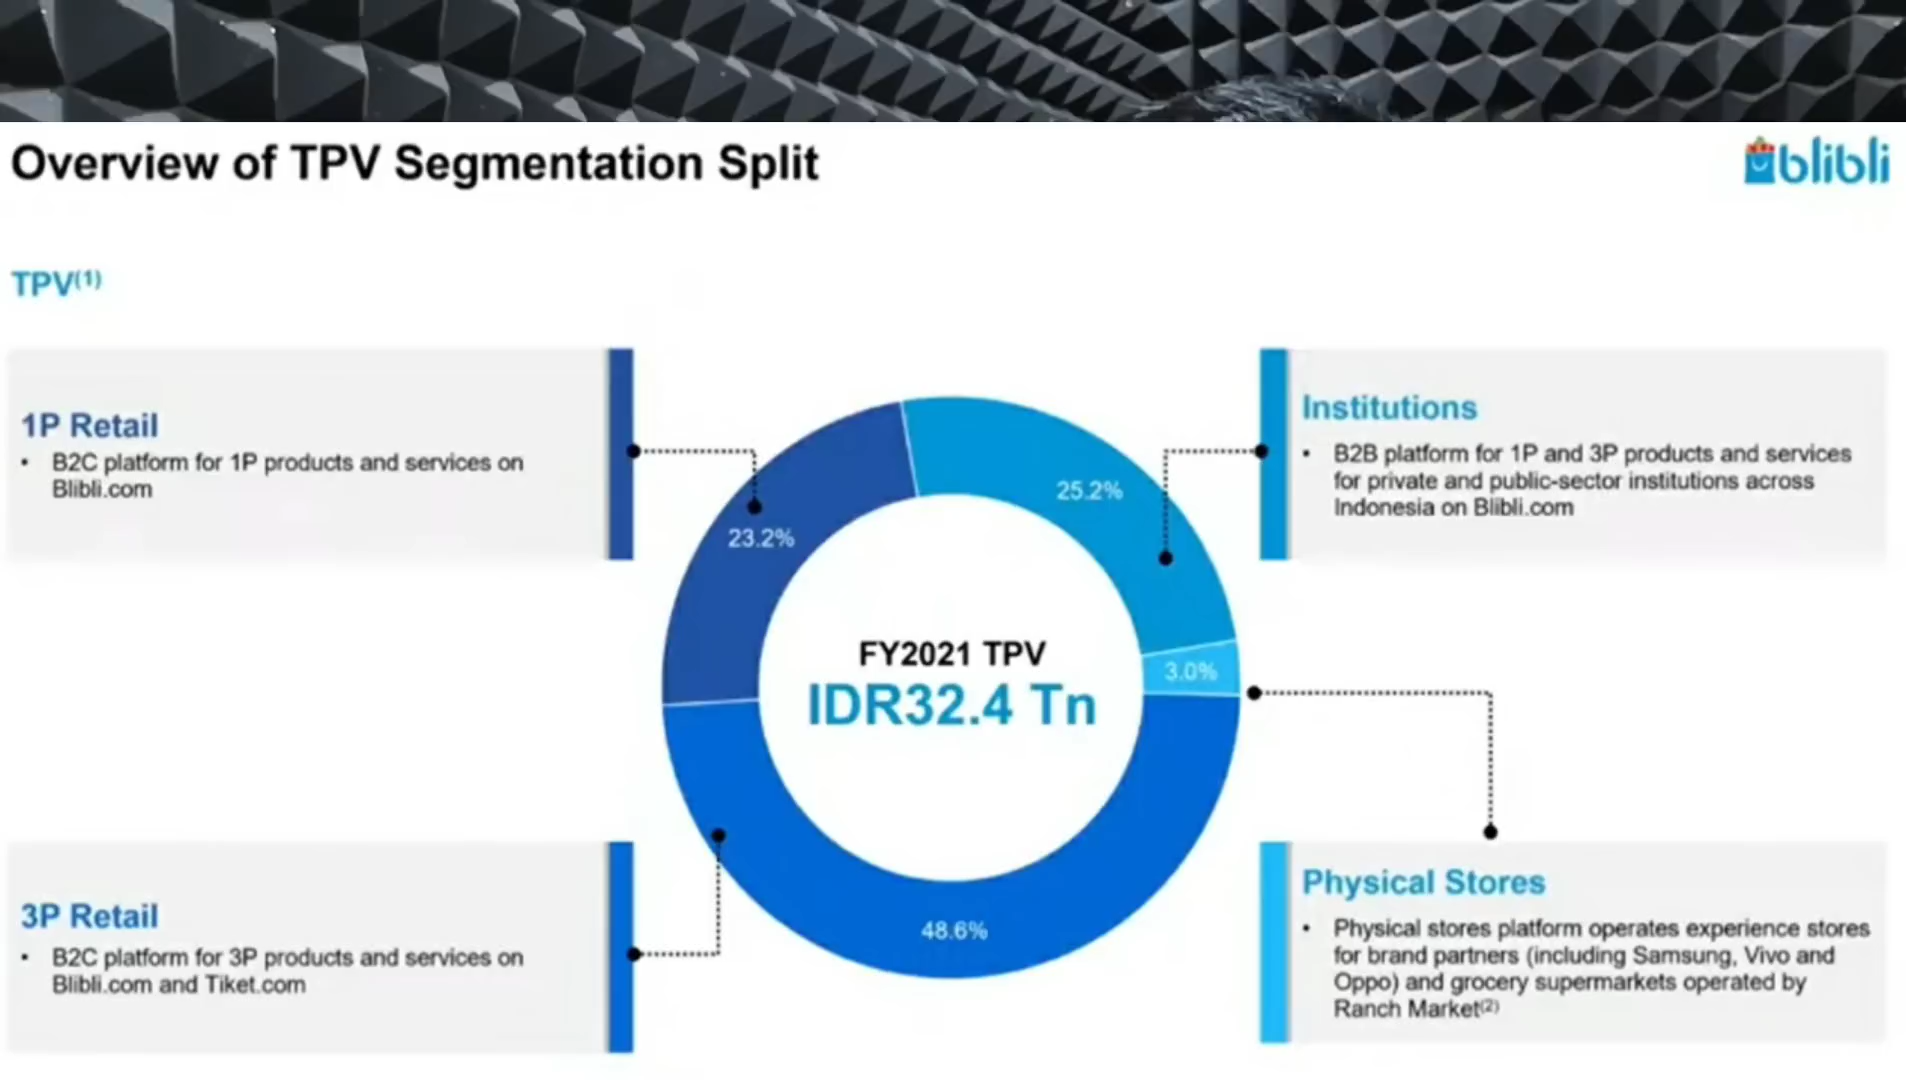 Overview of TPV Segmentation Split
blibli
TPV(1)
1P Retail
• B2C platform for 1P products and services on
Blibli.com
Institutions
• B2B platform for 1P and 3P products and services
for private and public-sector institutions across
Indonesia on Blibli.com
25.2%
23.2%
3.0%
FY2021 TPV
IDR32.4 Tn
48.6%
3P Retail
• B2C platform for 3P products and services on
Blibli.com and Tiket.com
Physical Stores
• Physical stores platform operates experience stores
for brand partners (including Samsung, Vivo and
Oppo) and grocery supermarkets operated by
Ranch Market(2)